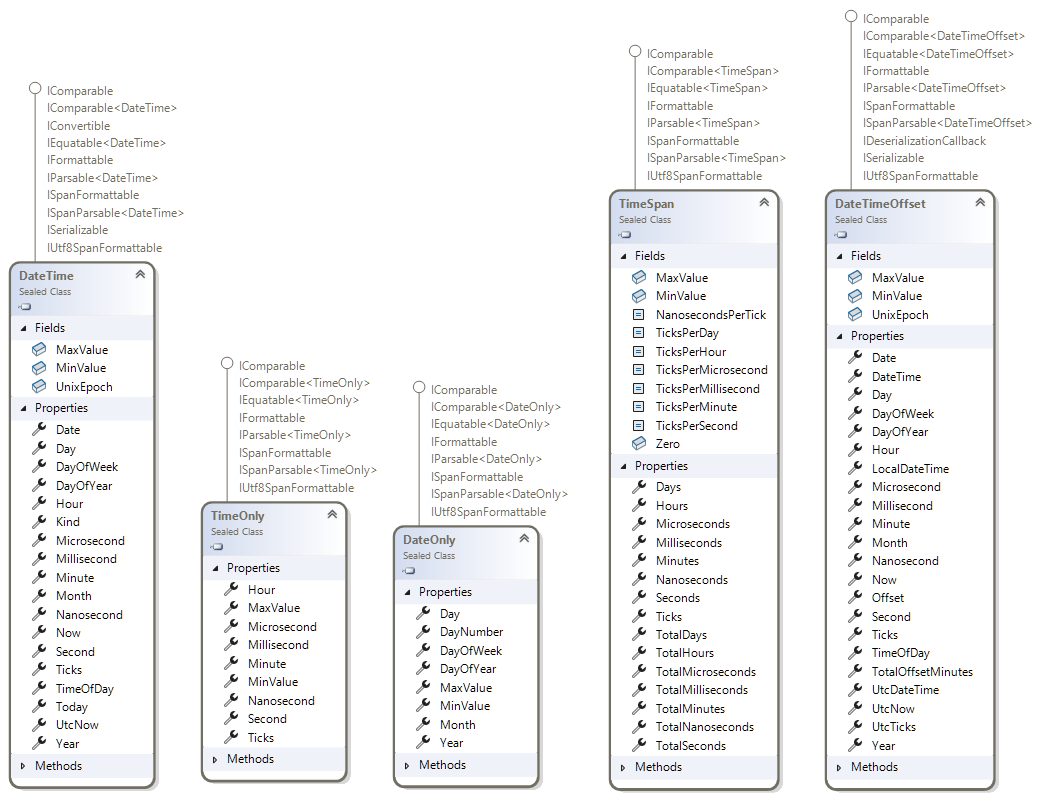 IComparable
IComparable<DateTime>
IConvertible
IEquatable<DateTime>
IFormattable
IParsable<DateTime>
ISpanFormattable
ISpanParsable<DateTime>
ISerializable
IUtf8SpanFormattable
DateTime
Sealed Class
Fields
MaxValue
MinValue
UnixEpoch
Properties
Date
Day
DayOfWeek
DayOfYear
Hour
Kind
Microsecond
Millisecond
Minute
Month
Nanosecond
Now
Second
Ticks
TimeOfDay
Today
UtcNow
Year
Methods
IComparable
IComparable<TimeOnly>
IEquatable<TimeOnly>
IFormattable
IParsable<TimeOnly>
ISpanFormattable
ISpanParsable<TimeOnly>
IUtf8SpanFormattable
TimeOnly
Sealed Class
Properties
Hour
MaxValue
Microsecond
Millisecond
Minute
MinValue
Nanosecond
Second
Ticks
Methods
IComparable
IComparable<DateOnly>
IEquatable<DateOnly>
IFormattable
IParsable<DateOnly>
ISpanFormattable
ISpanParsable<DateOnly>
IUtf8SpanFormattable
DateOnly
Sealed Class
Properties
Day
DayNumber
DayOfWeek
DayOfYear
MaxValue
MinValue
Month
Year
Methods
IComparable
IComparable<TimeSpan>
IEquatable<TimeSpan>
IFormattable
IParsable<TimeSpan>
ISpanFormattable
ISpanParsable<TimeSpan>
IUtf8SpanFormattable
TimeSpan
Sealed Class
Fields
MaxValue
MinValue
NanosecondsPerTick
TicksPerDay
TicksPerHour
TicksPerMicrosecond
TicksPerMillisecond
TicksPerMinute
TicksPerSecond
Zero
Properties
Days
Hours
Microseconds
Milliseconds
Minutes
Nanoseconds
Seconds
Ticks
TotalDays
TotalHours
TotalMicroseconds
TotalMilliseconds
TotalMinutes
TotalNanoseconds
TotalSeconds
Methods
IComparable
IComparable<DateTimeOffset>
IEquatable<DateTimeOffset>
IFormattable
IParsable<DateTimeOffset>
ISpanFormattable
ISpanParsable<DateTimeOffset>
IDeserializationCallback
ISerializable
IUtf8SpanFormattable
DateTimeOffset
Sealed Class
Fields
MaxValue
MinValue
UnixEpoch
Properties
Date
DateTime
Day
DayOfWeek
DayOfYear
Hour
LocalDateTime
Microsecond
Millisecond
Minute
Month
Nanosecond
Now
Offset
Second
Ticks
TimeOfDay
TotalOffsetMinutes
UtcDateTime
UtcNow
UtcTicks
Year
Methods